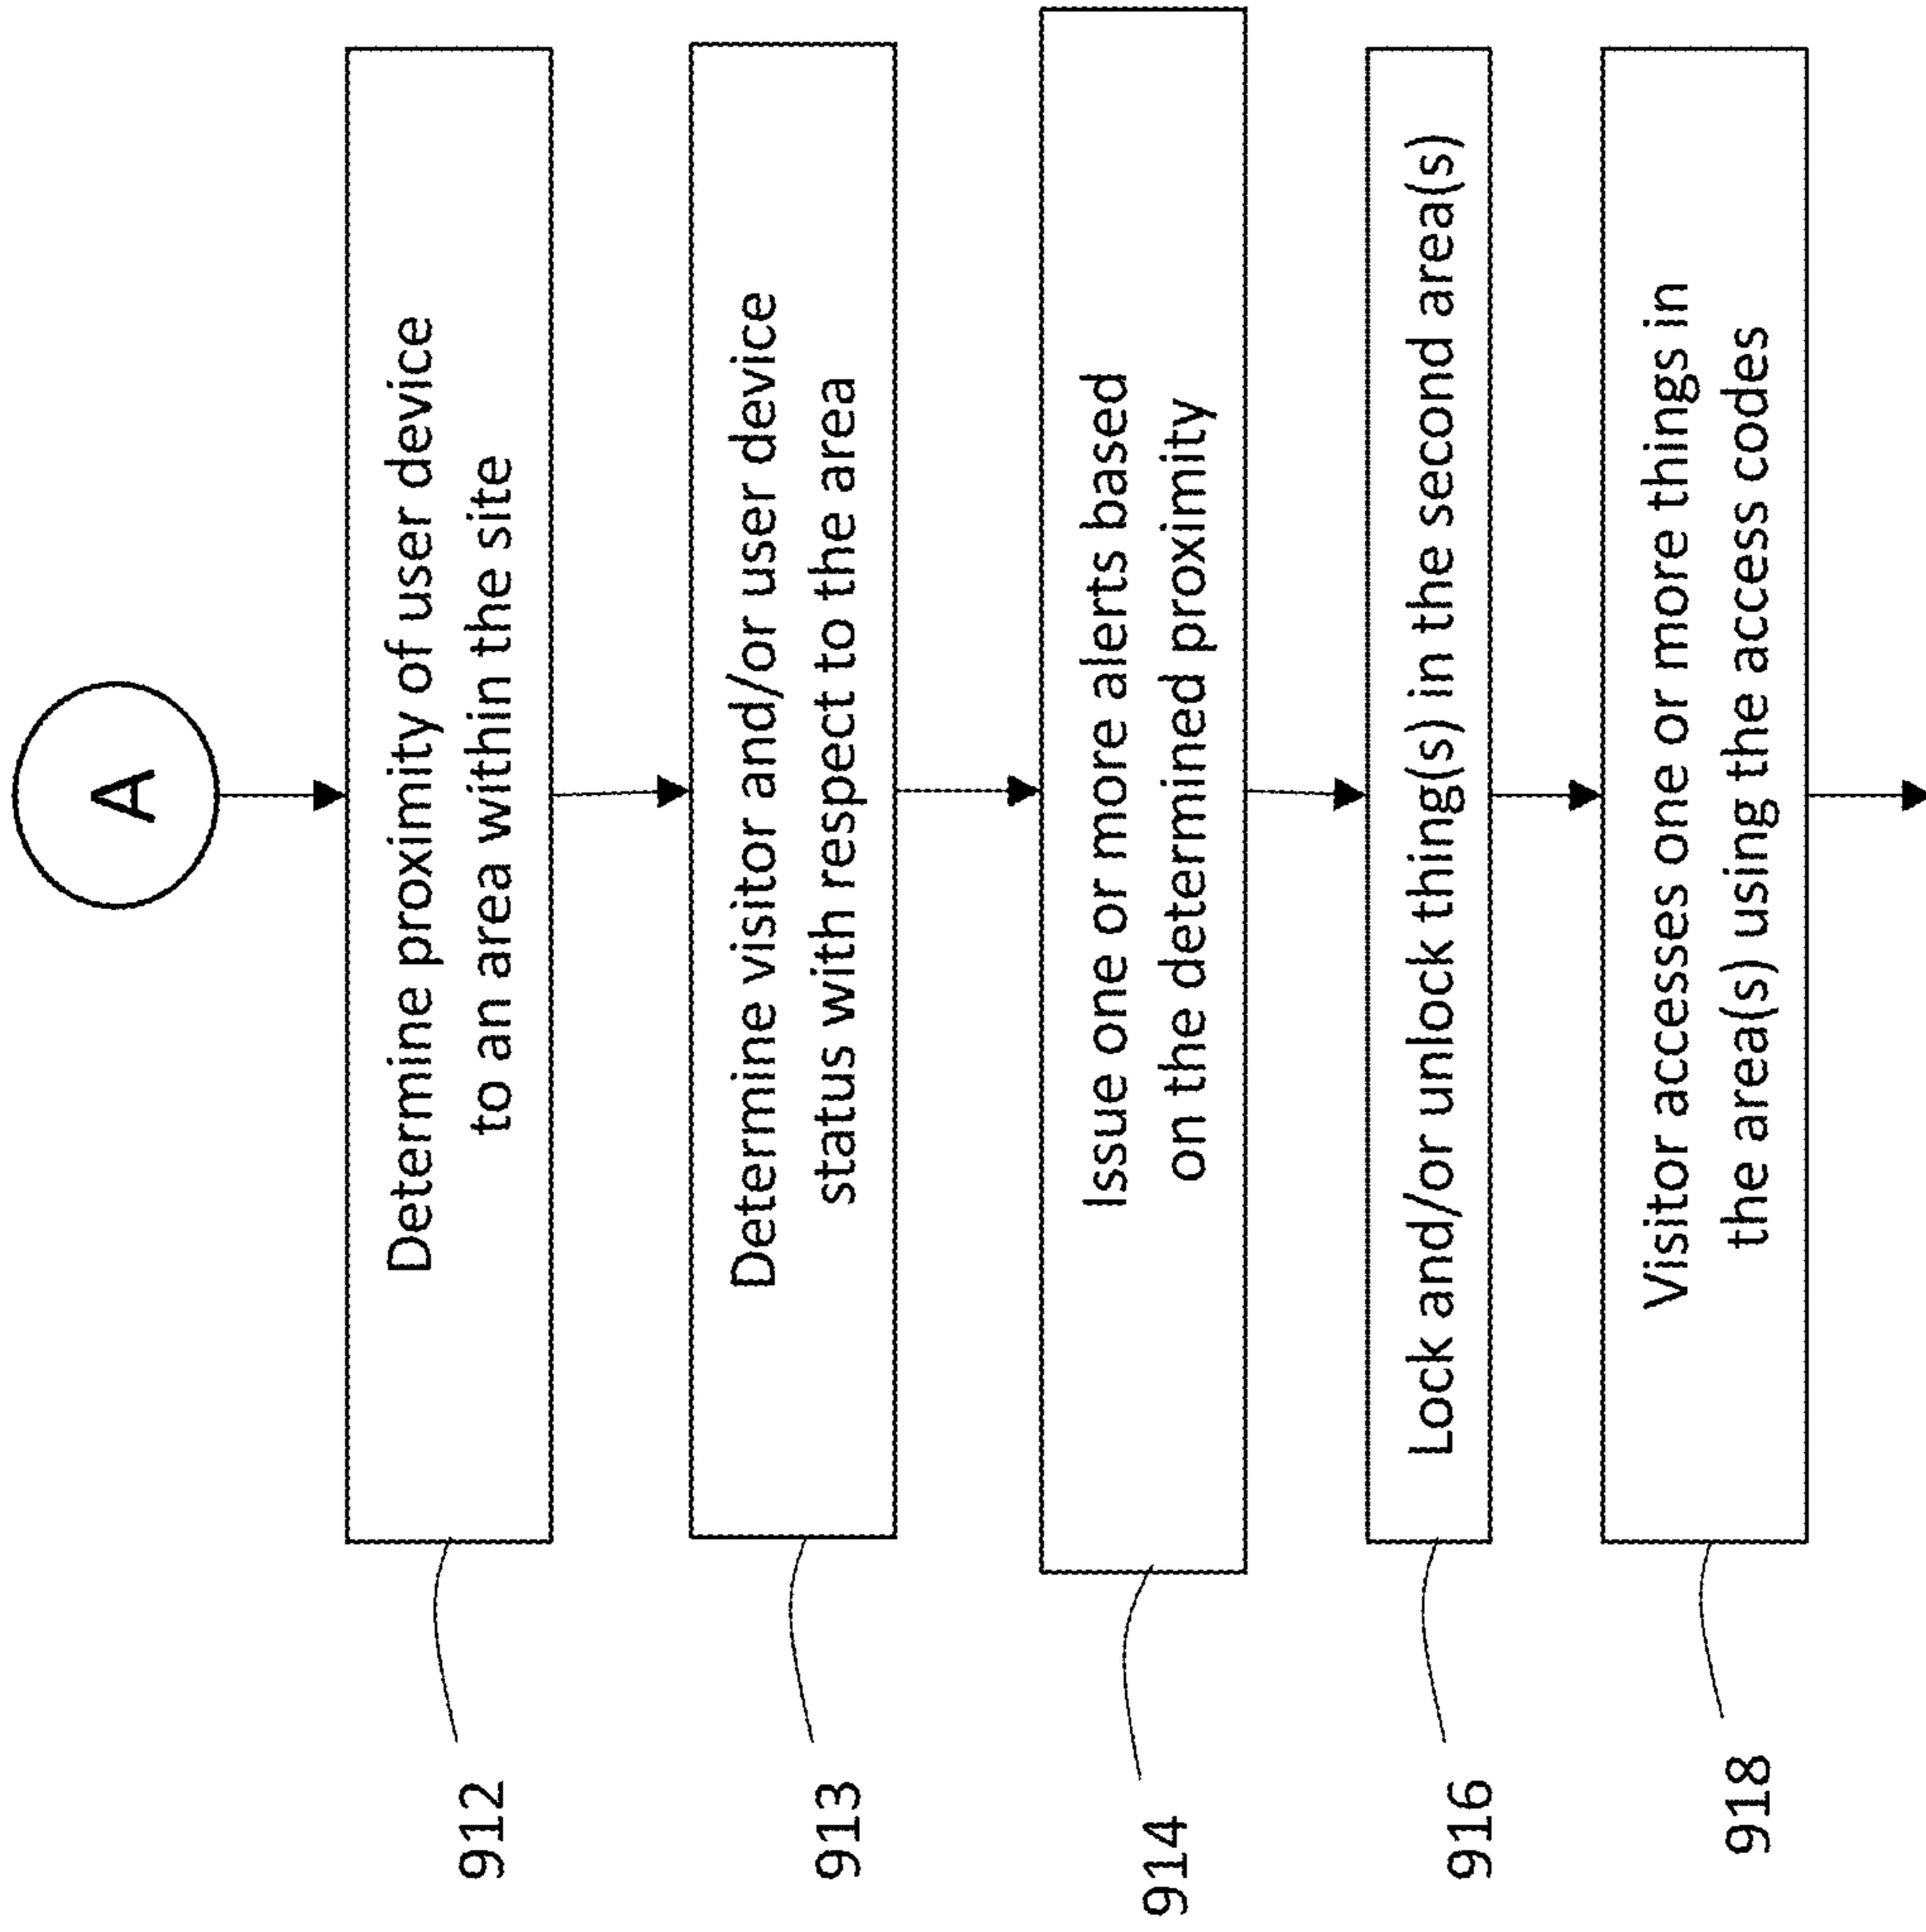 A
912
Determine proximity of user device
to an area within the site
913
Determine visitor and/or user device
status with respect to the area
914
Issue one or more alerts based
on the determined proximity
916
Lock and/or unlock thing(s) in the second area(s)
918
Visitor accesses one or more things in
the area(s) using the access codes